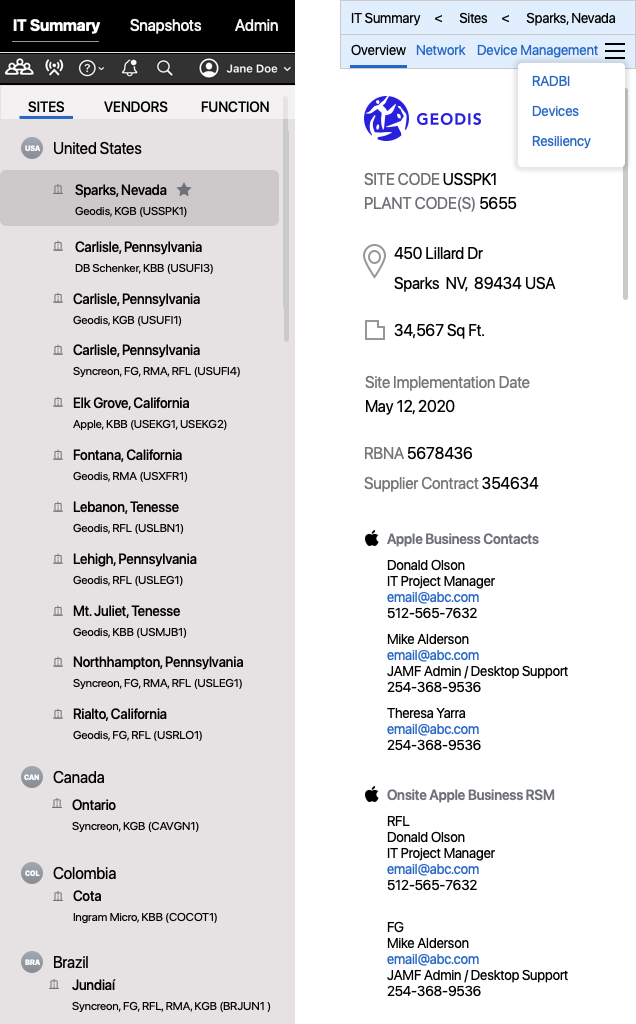 IT Summary Snapshots Admin
Jane Doe
SITES VENDORS FUNCTION
USA United States
Sparks, Nevada
Geodis, KGB (USSPK1)
Carlisle, Pennsylvania
DB Schenker, KBB (USUFI3)
Carlisle, Pennsylvania
Geodis, KGB (USUFI1)
Carlisle, Pennsylvania
Syncreon, FG, RMA, RFL (USUFI4)
Elk Grove, California
Apple, KBB (USEKG1, USEKG2)
Fontana, California
Geodis, RMA (USXFR1)
Lebanon, Tenesse
Geodis, RFL (USLBN1)
Lehigh, Pennsylvania
Geodis, RFL (USLEG1)
Mt. Juliet, Tenesse
Geodis, KBB (USMJB1)
Northhampton, Pennsylvania
Syncreon, FG, RMA, RFL (USLEG1)
Rialto, California
Geodis, FG, RFL (USRLO1)
CAN Canada
Ontario
Syncreon, KGB (CAVGN1)
COL Colombia
Cota
Ingram Micro, KBB (COCOT1)
BRA Brazil
Jundiaí
Syncreon, FG, RFL, RMA, KGB (BRJUN1 )
IT Summary < Sites < Sparks, Nevada
Overview Network Device Management
RADBI
Devices
Resiliency
GEODIS
SITE CODE USSPK1
PLANT CODE(S) 5655
450 Lillard Dr
Sparks NV, 89434 USA
34,567 Sq Ft.
Site Implementation Date
May 12, 2020
RBNA 5678436
Supplier Contract 354634
Apple Business Contacts
Donald Olson
IT Project Manager
email@abc.com
512-565-7632
Mike Alderson
email@abc.com
JAMF Admin / Desktop Support
254-368-9536
Theresa Yarra
email@abc.com
254-368-9536
Onsite Apple Business RSM
RFL
Donald Olson
IT Project Manager
email@abc.com
512-565-7632
FG
Mike Alderson
email@abc.com
JAMF Admin / Desktop Support
254-368-9536